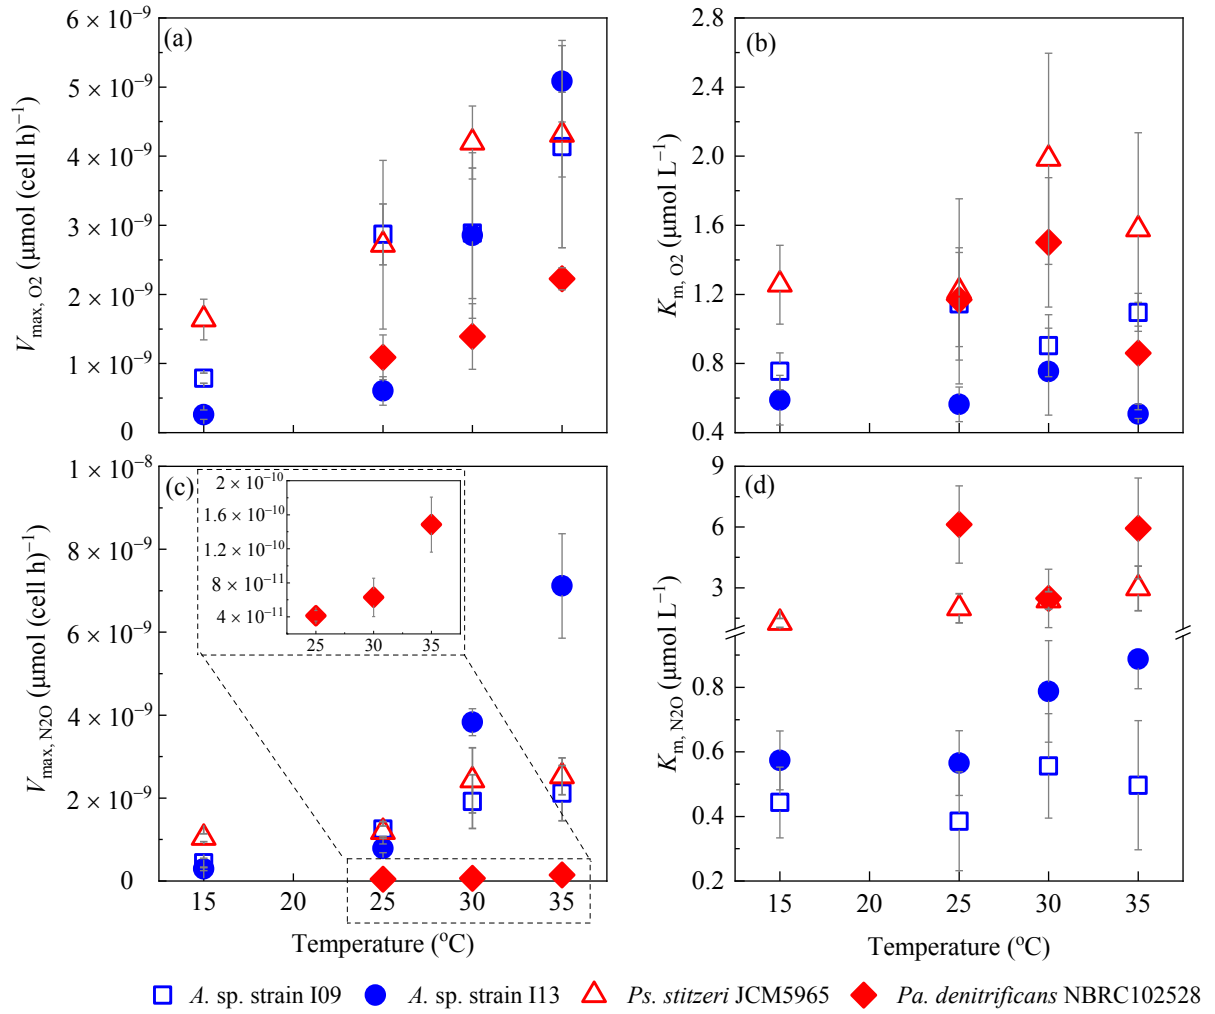 (a)
6 × 10⁻⁹
5 × 10⁻⁹
4 × 10⁻⁹
3 × 10⁻⁹
2 × 10⁻⁹
1 × 10⁻⁹
0
V_max, O2 (μmol (cell h)⁻¹
(b)
2.8
2.4
2.0
1.6
1.2
0.8
0.4
K_m, O2 (μmol L⁻¹)
(c)
1 × 10⁻⁸
8 × 10⁻⁹
6 × 10⁻⁹
4 × 10⁻⁹
2 × 10⁻⁹
0
V_max, N2O (μmol (cell h)⁻¹
2 × 10⁻¹⁰
1.6 × 10⁻¹⁰
1.2 × 10⁻¹⁰
8 × 10⁻¹¹
4 × 10⁻¹¹
25 30 35
15 20 25 30 35
Temperature (°C)
(d)
9
6
3
0.8
0.6
0.4
0.2
K_m, N2O (μmol L⁻¹)
15 20 25 30 35
Temperature (°C)
A. sp. strain I09 A. sp. strain I13 Ps. stitzeri JCM5965 Pa. denitrificans NBRC102528